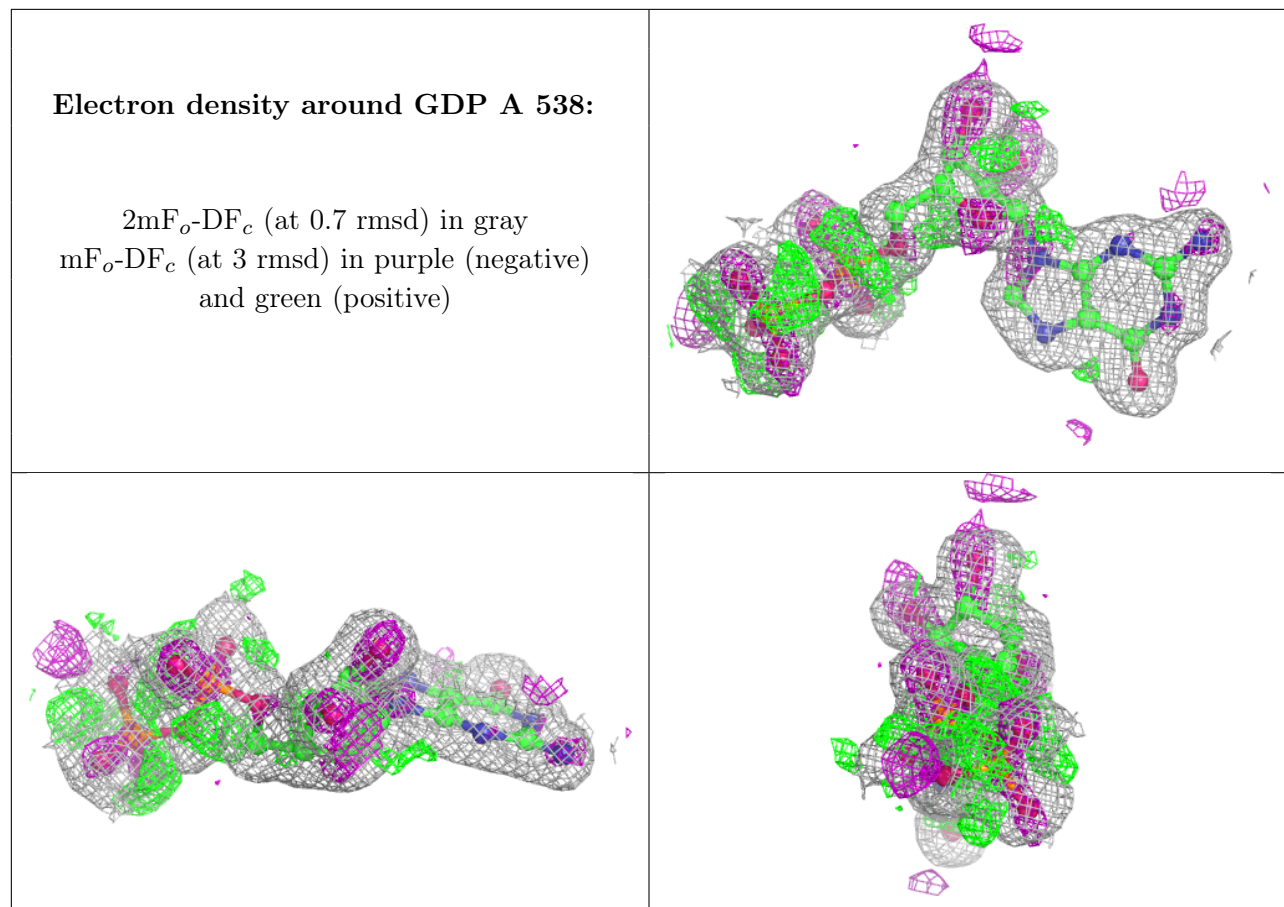 Electron density around GDP A 538:
2mFo-DFc (at 0.7 rmsd) in gray
mFo-DFc (at 3 rmsd) in purple (negative)
and green (positive)